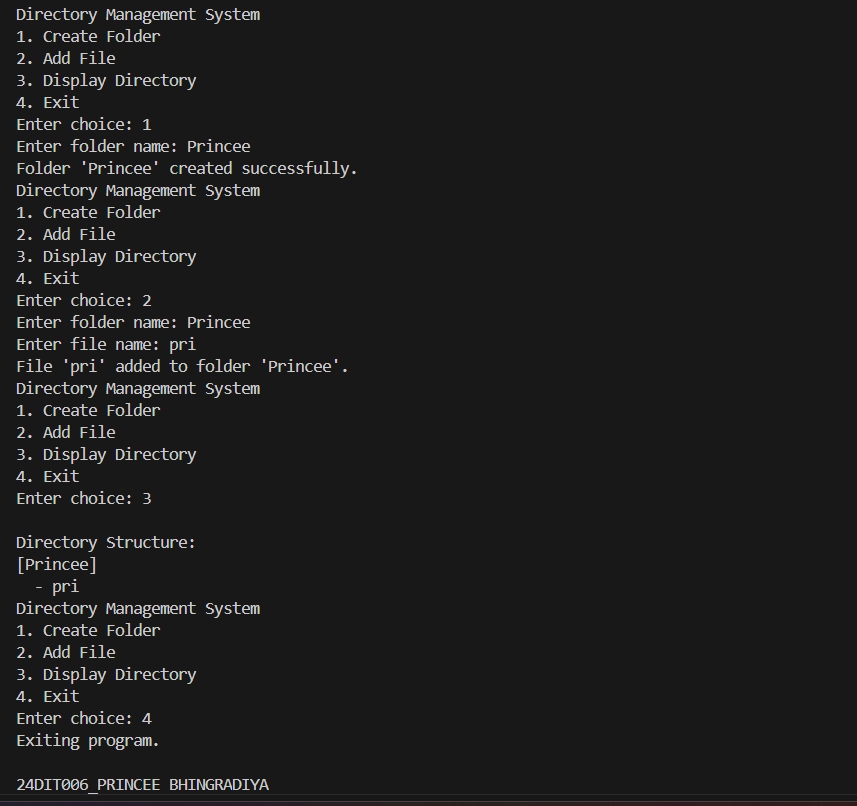 Directory Management System
1. Create Folder
2. Add File
3. Display Directory
4. Exit
Enter choice: 1
Enter folder name: Princee
Folder 'Princee' created successfully.
Directory Management System
1. Create Folder
2. Add File
3. Display Directory
4. Exit
Enter choice: 2
Enter folder name: Princee
Enter file name: pri
File 'pri' added to folder 'Princee'.
Directory Management System
1. Create Folder
2. Add File
3. Display Directory
4. Exit
Enter choice: 3

Directory Structure:
[Princee]
  - pri
Directory Management System
1. Create Folder
2. Add File
3. Display Directory
4. Exit
Enter choice: 4
Exiting program.

24DIT006_PRINCEE BHINGRADIYA